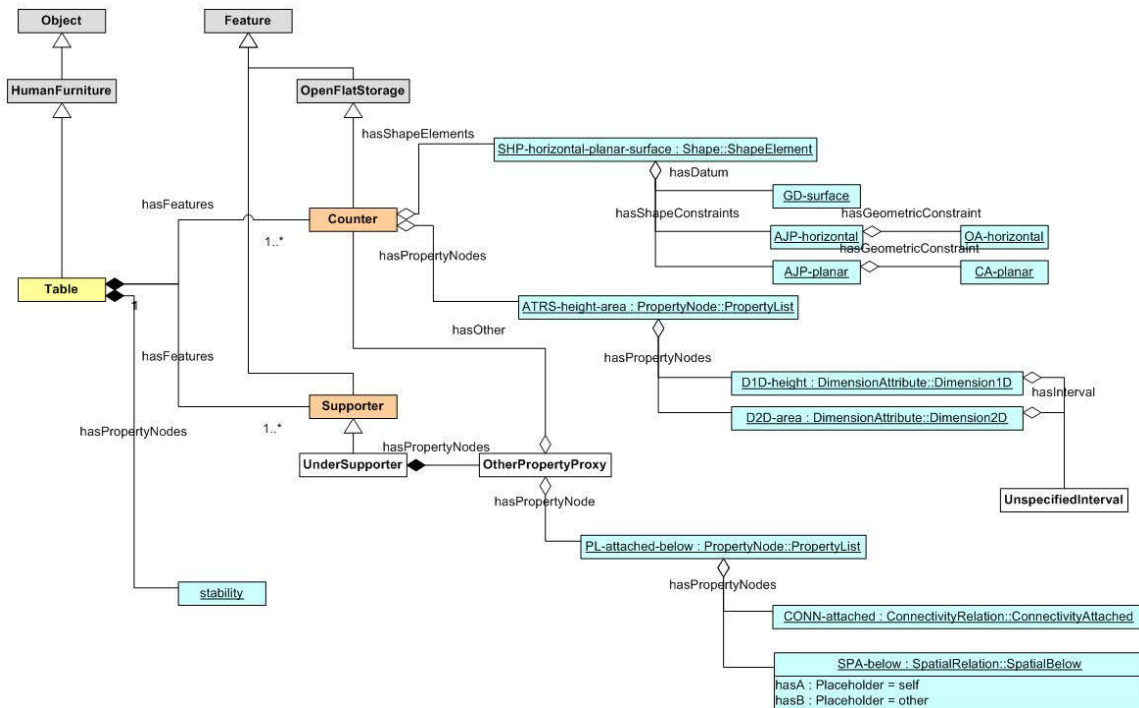 Object
Feature
HumanFurniture
OpenFlatStorage
hasShapeElements
SHP-horizontal-planar-surface : Shape::ShapeElement
hasDatum
GD-surface
hasFeatures
Counter
hasShapeConstraints
hasGeometricConstraint
1..*
AJP-horizontal
OA-horizontal
hasPropertyNodes
hasGeometricConstraint
AJP-planar
CA-planar
Table
1
ATRS-height-area : PropertyNode::PropertyList
hasOther
hasFeatures
hasPropertyNodes
D1D-height : DimensionAttribute::Dimension1D
hasInterval
Supporter
D2D-area : DimensionAttribute::Dimension2D
1..*
hasPropertyNodes
hasPropertyNodes
UnderSupporter
OtherPropertyProxy
hasPropertyNode
UnspecifiedInterval
PL-attached-below : PropertyNode::PropertyList
hasPropertyNodes
stability
CONN-attached : ConnectivityRelation::ConnectivityAttached
SPA-below : SpatialRelation::SpatialBelow
hasA : Placeholder = self
hasB : Placeholder = other